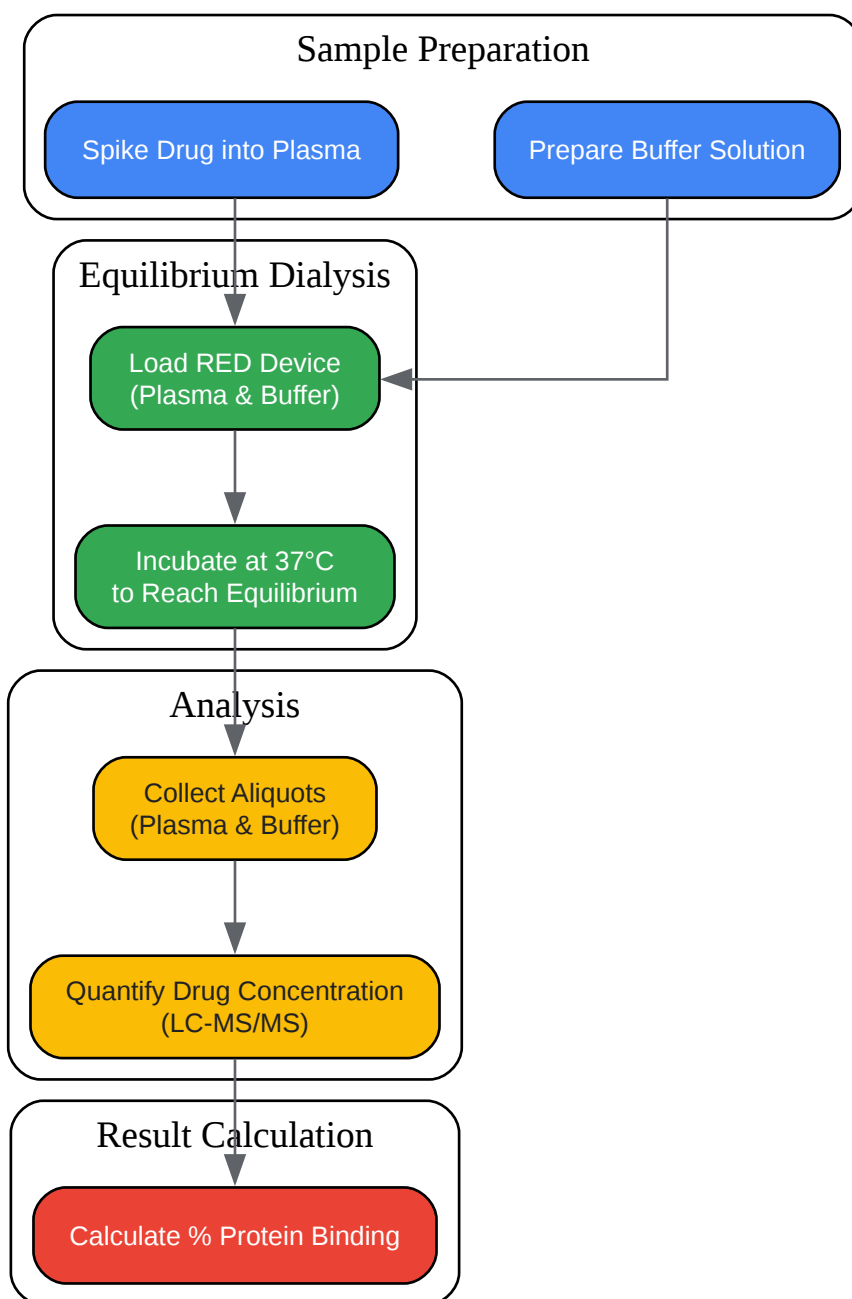 Sample Preparation
Spike Drug into Plasma
Prepare Buffer Solution
Equilibrium Dialysis
Load RED Device
(Plasma & Buffer)
Incubate at 37°C
to Reach Equilibrium
Analysis
Collect Aliquots
(Plasma & Buffer)
Quantify Drug Concentration
(LC-MS/MS)
Result Calculation
Calculate % Protein Binding